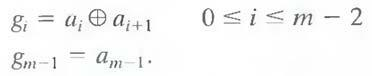 gᵢ = aᵢ ⊕ aᵢ₊₁ 0 ≤ i ≤ m − 2
gₘ₋₁ = aₘ₋₁.